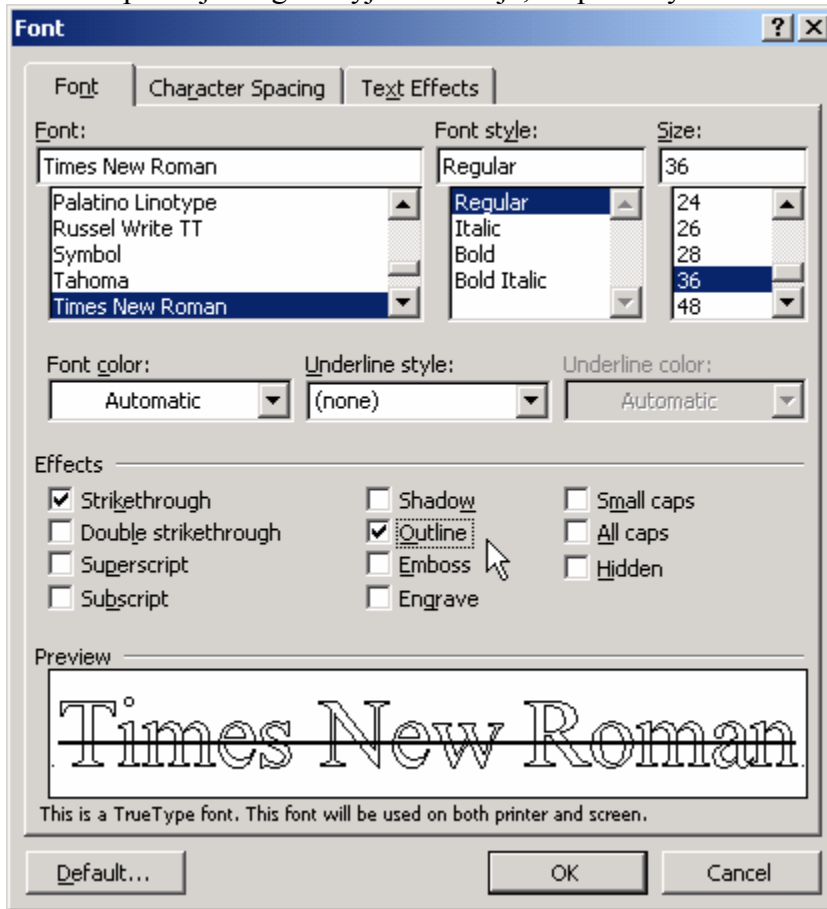 Font
Font Character Spacing Text Effects
Font: Font style: Size:
Times New Roman Regular 36
Palatino Linotype Regular 24
Russel Write TT Italic 26
Symbol Bold 28
Tahoma Bold Italic 36
Times New Roman 48
Font color: Underline style: Underline color:
Automatic (none) Automatic
Effects
Strikethrough Shadow Small caps
Double strikethrough Outline All caps
Superscript Emboss Hidden
Subscript Engrave
Preview
Times New Roman
This is a TrueType font. This font will be used on both printer and screen.
Default... OK Cancel